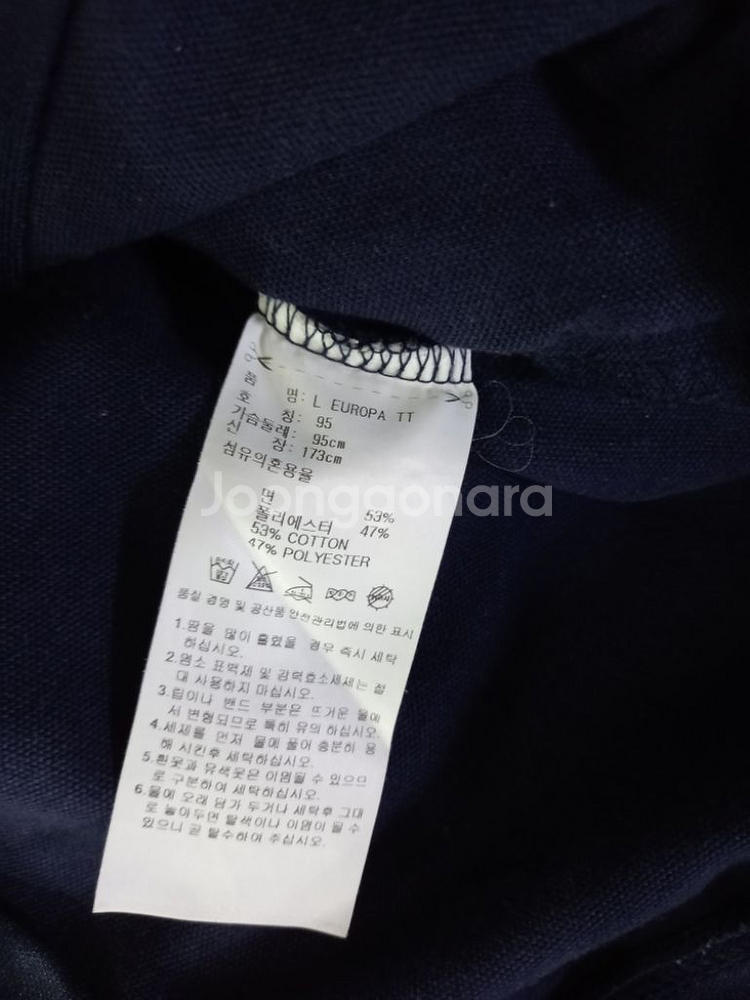 품 명: L EUROPA TT
호 칭: 95
가슴둘레: 95cm
신 장: 173cm
섬유의혼용율
면 53%
폴리에스터 47%
53% COTTON
47% POLYESTER
Joonggonara
품질 경영 및 공산품 안전관리법에 의한 표시
1.땀을 많이 흘렸을 경우 즉시 세탁
하십시오.
2.염소 표백제 및 강력효소세제는 절
대 사용하지 마십시오.
3.립이나 밴드 부분은 뜨거운 물에
서 변형되므로 특히 유의 하십시오.
4.세제를 먼저 물에 풀어 충분히 용
해 시킨후 세탁하십시오.
5.흰옷과 유색옷은 이염될 수 있으므
로 구분하여 세탁하십시오.
6.물에 오래 담가 두거나 세탁후 그대
로 놓아두면 탈색이나 이염이 될 수
있으니 곧 탈수하여 주십시오.